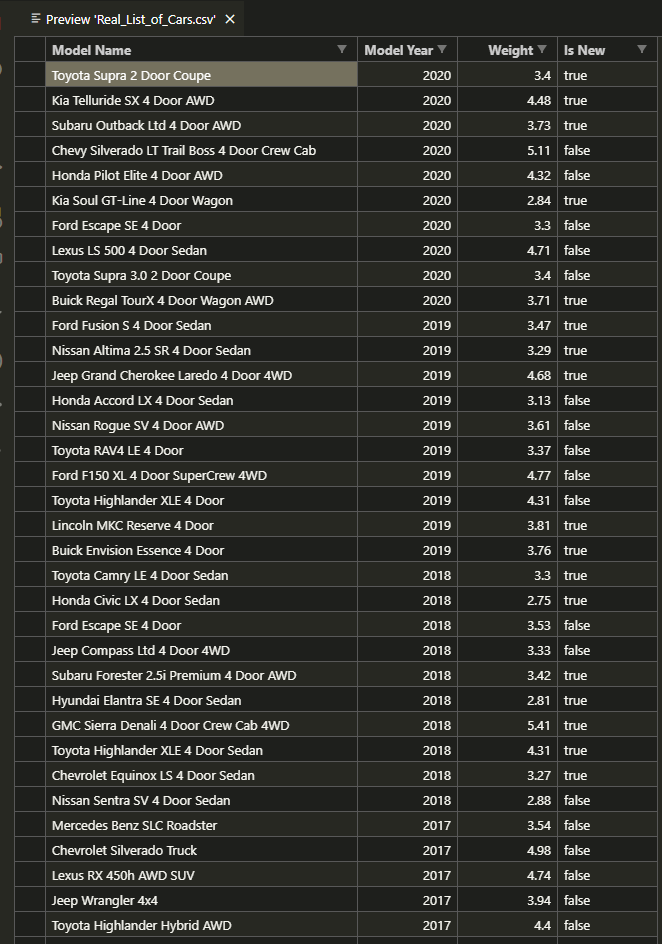 Preview 'Real_List_of_Cars.csv' ×
Model Name Model Year Weight Is New
Toyota Supra 2 Door Coupe 2020 3.4 true
Kia Telluride SX 4 Door AWD 2020 4.48 true
Subaru Outback Ltd 4 Door AWD 2020 3.73 true
Chevy Silverado LT Trail Boss 4 Door Crew Cab 2020 5.11 false
Honda Pilot Elite 4 Door AWD 2020 4.32 false
Kia Soul GT-Line 4 Door Wagon 2020 2.84 true
Ford Escape SE 4 Door 2020 3.3 false
Lexus LS 500 4 Door Sedan 2020 4.71 false
Toyota Supra 3.0 2 Door Coupe 2020 3.4 false
Buick Regal TourX 4 Door Wagon AWD 2020 3.71 true
Ford Fusion S 4 Door Sedan 2019 3.47 true
Nissan Altima 2.5 SR 4 Door Sedan 2019 3.29 true
Jeep Grand Cherokee Laredo 4 Door 4WD 2019 4.68 true
Honda Accord LX 4 Door Sedan 2019 3.13 false
Nissan Rogue SV 4 Door AWD 2019 3.61 false
Toyota RAV4 LE 4 Door 2019 3.37 false
Ford F150 XL 4 Door SuperCrew 4WD 2019 4.77 false
Toyota Highlander XLE 4 Door 2019 4.31 false
Lincoln MKC Reserve 4 Door 2019 3.81 true
Buick Envision Essence 4 Door 2019 3.76 true
Toyota Camry LE 4 Door Sedan 2018 3.3 true
Honda Civic LX 4 Door Sedan 2018 2.75 true
Ford Escape SE 4 Door 2018 3.53 false
Jeep Compass Ltd 4 Door 4WD 2018 3.33 false
Subaru Forester 2.5i Premium 4 Door AWD 2018 3.42 true
Hyundai Elantra SE 4 Door Sedan 2018 2.81 true
GMC Sierra Denali 4 Door Crew Cab 4WD 2018 5.41 true
Toyota Highlander XLE 4 Door Sedan 2018 4.31 true
Chevrolet Equinox LS 4 Door Sedan 2018 3.27 true
Nissan Sentra SV 4 Door Sedan 2018 2.88 false
Mercedes Benz SLC Roadster 2017 3.54 false
Chevrolet Silverado Truck 2017 4.98 false
Lexus RX 450h AWD SUV 2017 4.74 false
Jeep Wrangler 4x4 2017 3.94 false
Toyota Highlander Hybrid AWD 2017 4.4 false